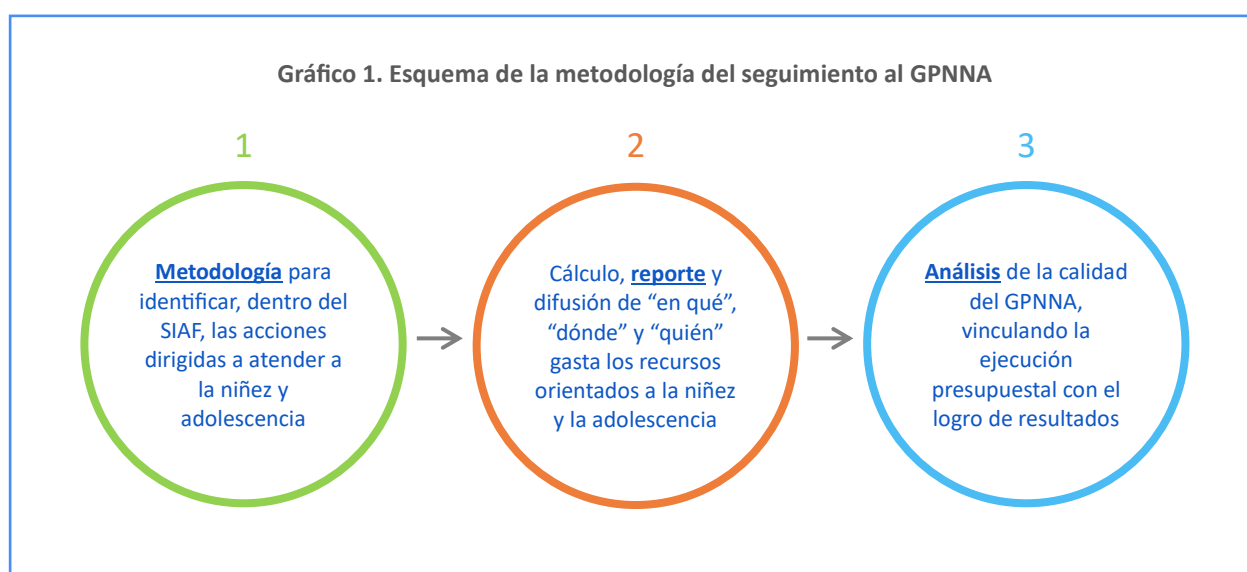 Gráfico 1. Esquema de la metodología del seguimiento al GPNNA
1
Metodología para
identificar, dentro del
SIAF, las acciones
dirigidas a atender a
la niñez y
adolescencia
2
Cálculo, reporte y
difusión de “en qué”,
“dónde” y “quién”
gasta los recursos
orientados a la niñez
y la adolescencia
3
Análisis de la calidad
del GPNNA,
vinculando la
ejecución
presupuestal con el
logro de resultados